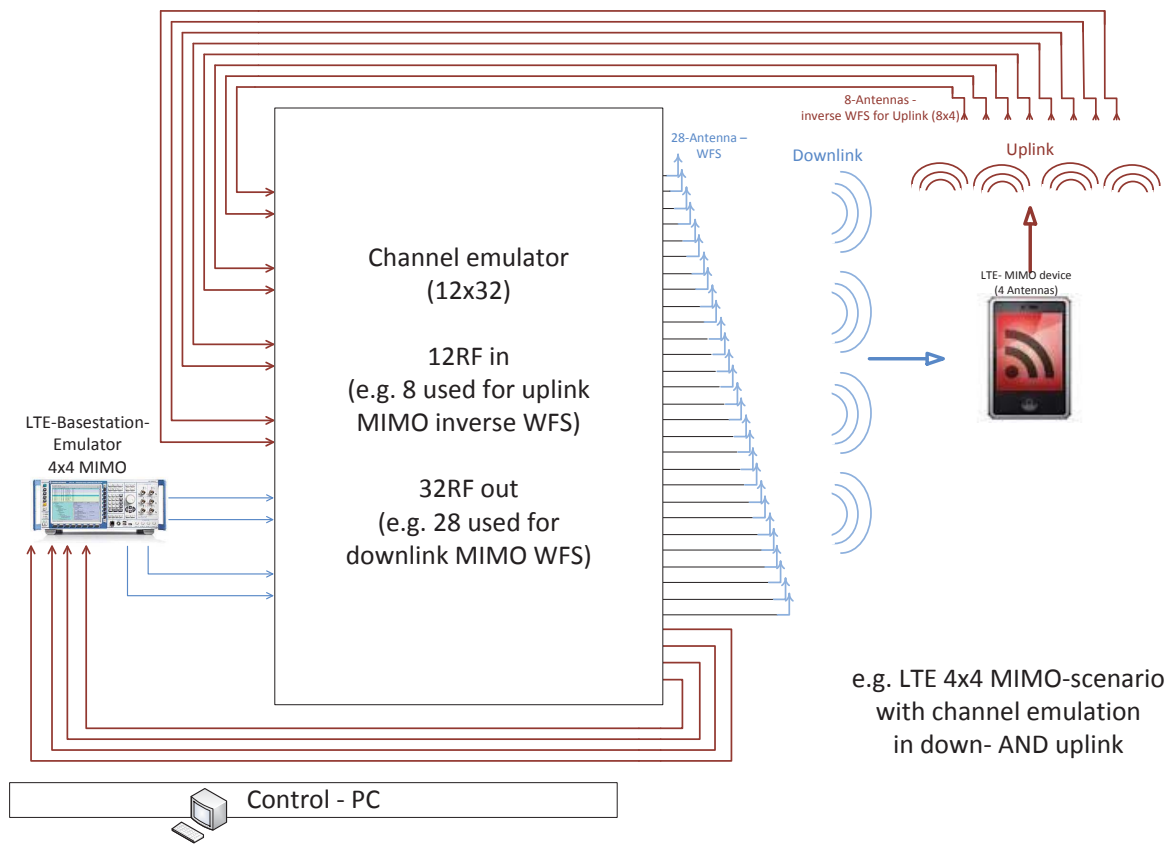 8-Antennas -
inverse WFS for Uplink (8x4)
28-Antenna –
WFS
Downlink
Uplink
Channel emulator
(12x32)
12RF in
(e.g. 8 used for uplink
MIMO inverse WFS)
32RF out
(e.g. 28 used for
downlink MIMO WFS)
LTE- MIMO device
(4 Antennas)
LTE-Basestation-
Emulator
4x4 MIMO
e.g. LTE 4x4 MIMO-scenario
with channel emulation
in down- AND uplink
Control - PC